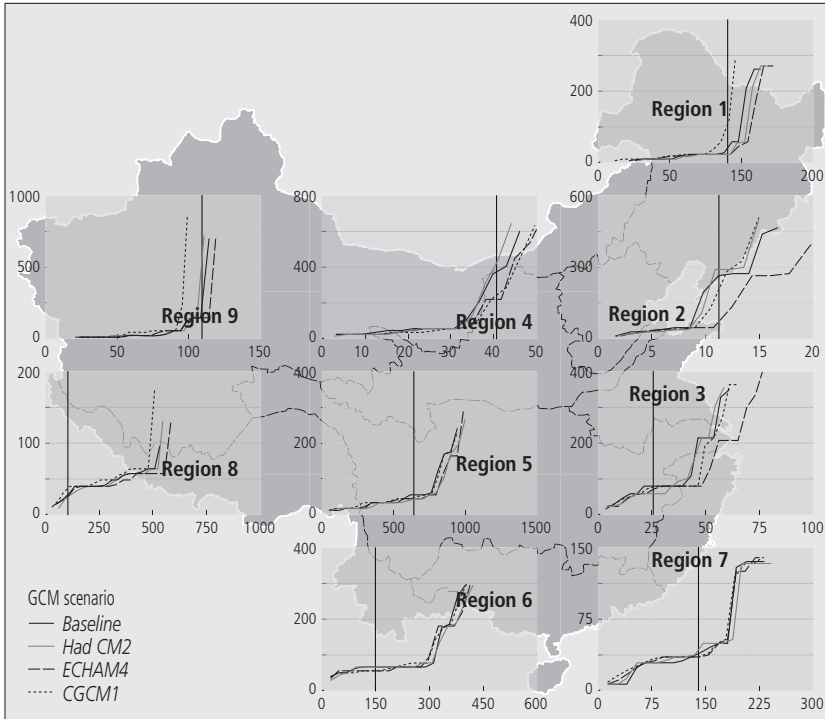 400
200
0
Region 1
0 50 150 200
1000
500
0
Region 9
0 50 100 150
800
400
0
Region 4
0 10 20 30 40 50
600
300
0
Region 2
0 5 10 15 20
200
100
0
Region 8
0 250 500 750 1000
400
200
0
Region 5
0 500 1000 1500
400
200
0
Region 3
0 25 50 75 100
400
200
0
Region 6
0 150 300 450 600
150
75
0
Region 7
0 75 150 225 300
GCM scenario
Baseline
Had CM2
ECHAM4
CGCM1